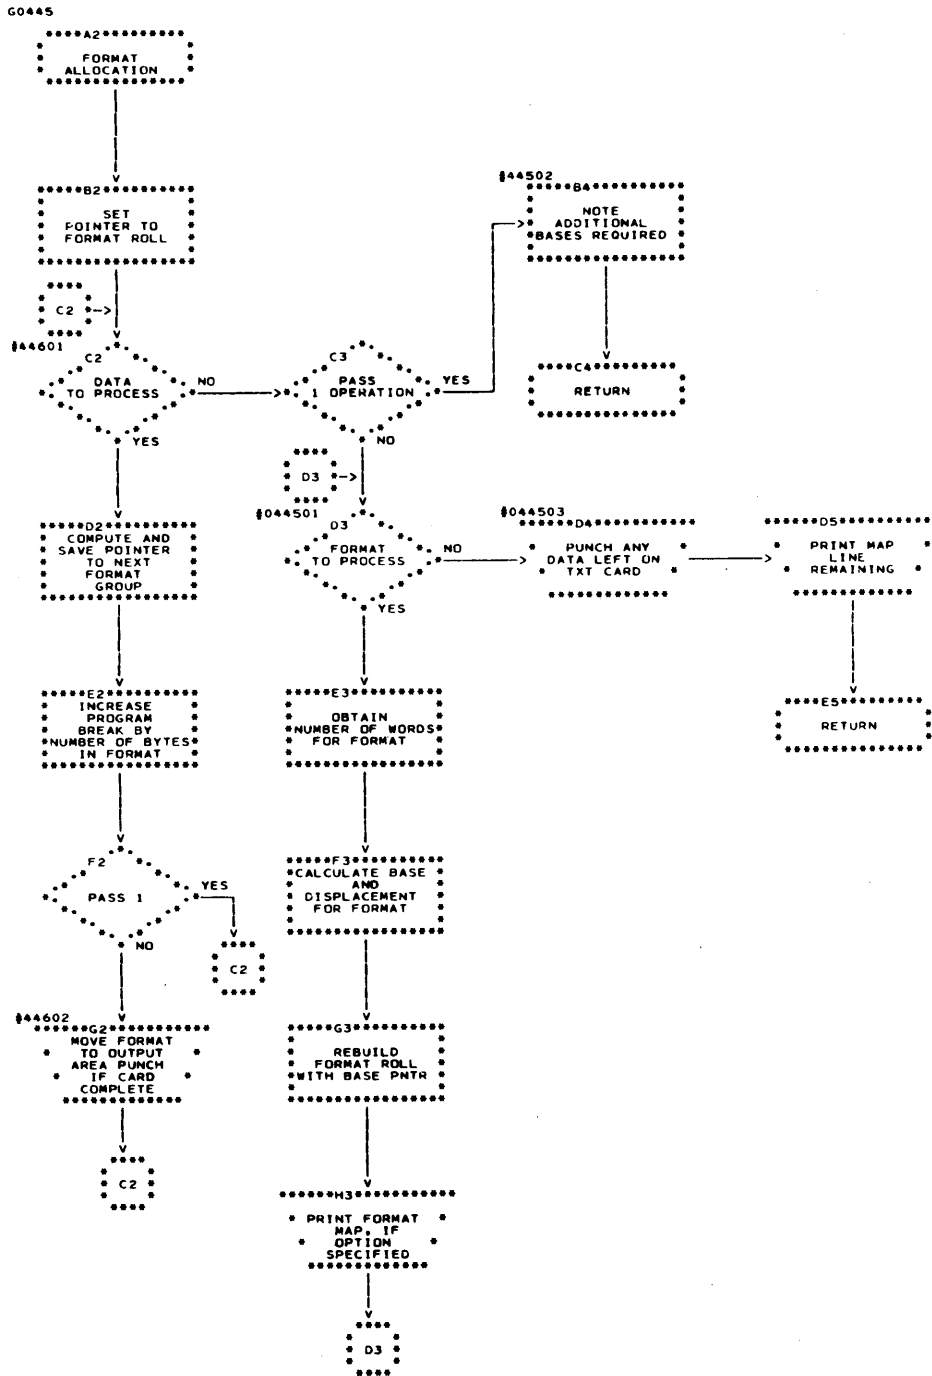 G0445
A2
FORMAT
ALLOCATION
B2
SET
POINTER TO
FORMAT ROLL
#44502
B4
NOTE
ADDITIONAL
BASES REQUIRED
C2
#44601
C2
DATA
TO PROCESS
NO
YES
C3
PASS
1 OPERATION
YES
NO
C4
RETURN
D3
#044501
D3
FORMAT
TO PROCESS
NO
YES
D2
COMPUTE AND
SAVE POINTER
TO NEXT
FORMAT
GROUP
#044503
D4
PUNCH ANY
DATA LEFT ON
TXT CARD
D5
PRINT MAP
LINE
REMAINING
E2
INCREASE
PROGRAM
BREAK BY
NUMBER OF BYTES
IN FORMAT
E3
OBTAIN
NUMBER OF WORDS
FOR FORMAT
E5
RETURN
F2
PASS 1
YES
NO
C2
F3
CALCULATE BASE
AND
DISPLACEMENT
FOR FORMAT
#44602
G2
MOVE FORMAT
TO OUTPUT
AREA PUNCH
IF CARD
COMPLETE
G3
REBUILD
FORMAT ROLL
WITH BASE PNTR
C2
H3
PRINT FORMAT
MAP, IF
OPTION
SPECIFIED
D3